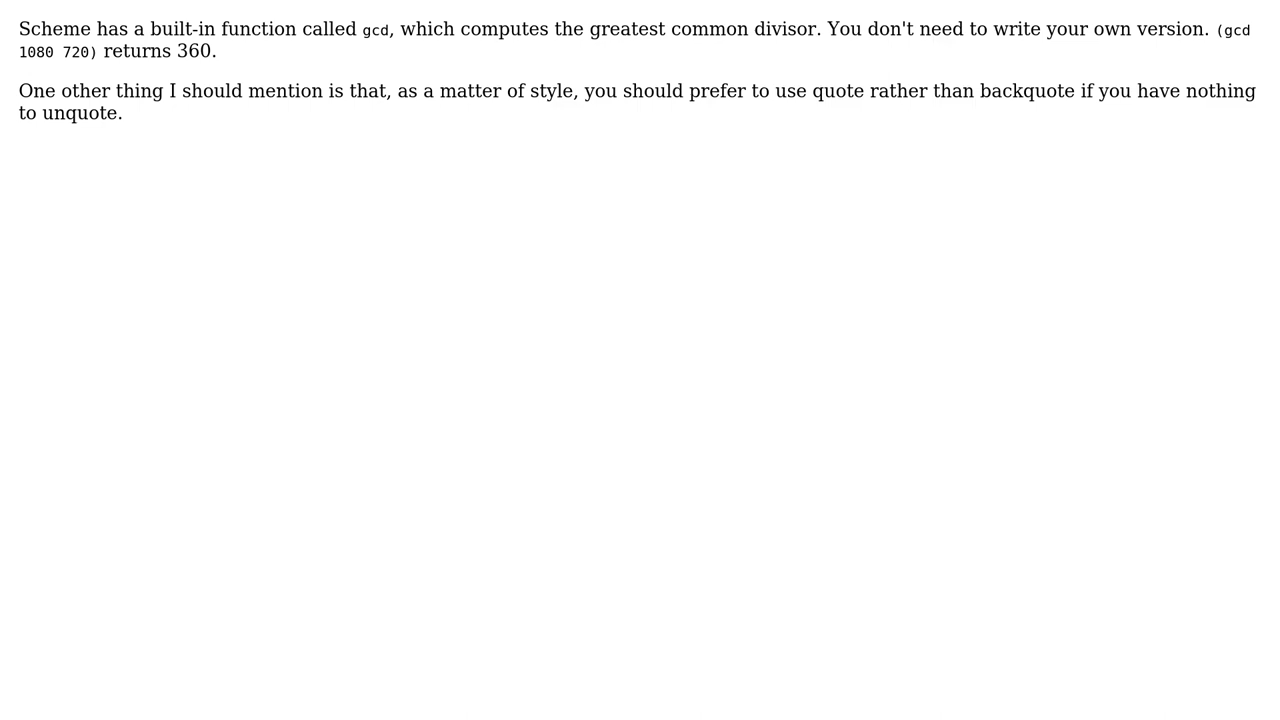 Scheme has a built-in function called gcd, which computes the greatest common divisor. You don't need to write your own version. (gcd
1080 720) returns 360.
One other thing I should mention is that, as a matter of style, you should prefer to use quote rather than backquote if you have nothing
to unquote.